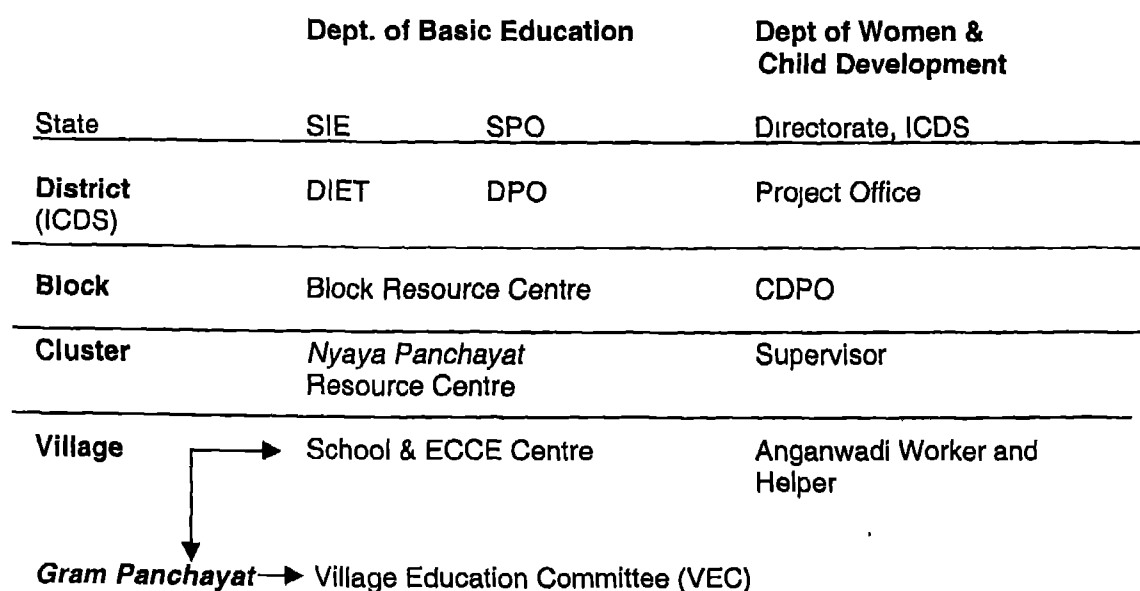 Dept. of Basic Education Dept of Women &
Child Development
State SIE SPO Directorate, ICDS
District DIET DPO Project Office
(ICDS)
Block Block Resource Centre CDPO
Cluster Nyaya Panchayat Supervisor
Resource Centre
Village School & ECCE Centre Anganwadi Worker and
Helper
Gram Panchayat Village Education Committee (VEC)